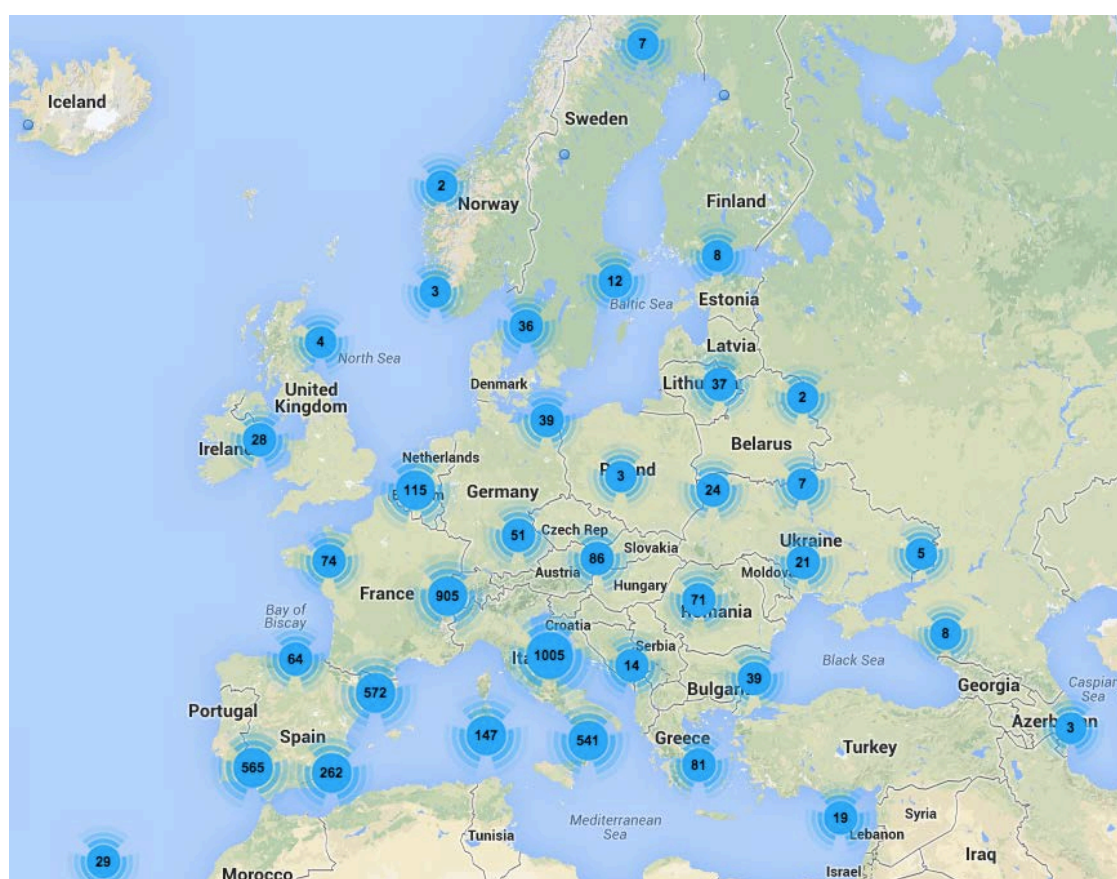 7
Iceland
Sweden
2
Norway
Finland
8
12
3
Baltic Sea
Estonia
36
4
North Sea
Latvia
Denmark
37
United
Kingdom
2
39
28
Belarus
Netherlands
3
7
115
Germany
24
51
Czech Rep
Ukraine
Slovakia
5
74
86
21
Austria
Hungary
France
905
71
Bay of
Biscay
Croatia
8
1005
Serbia
64
14
Black Sea
39
Georgia
Caspian
Sea
572
Portugal
3
Spain
147
541
Greece
Turkey
565
262
81
Mediterranean
Sea
19
Syria
Lebanon
Tunisia
29
Iraq
Israel
Morocco